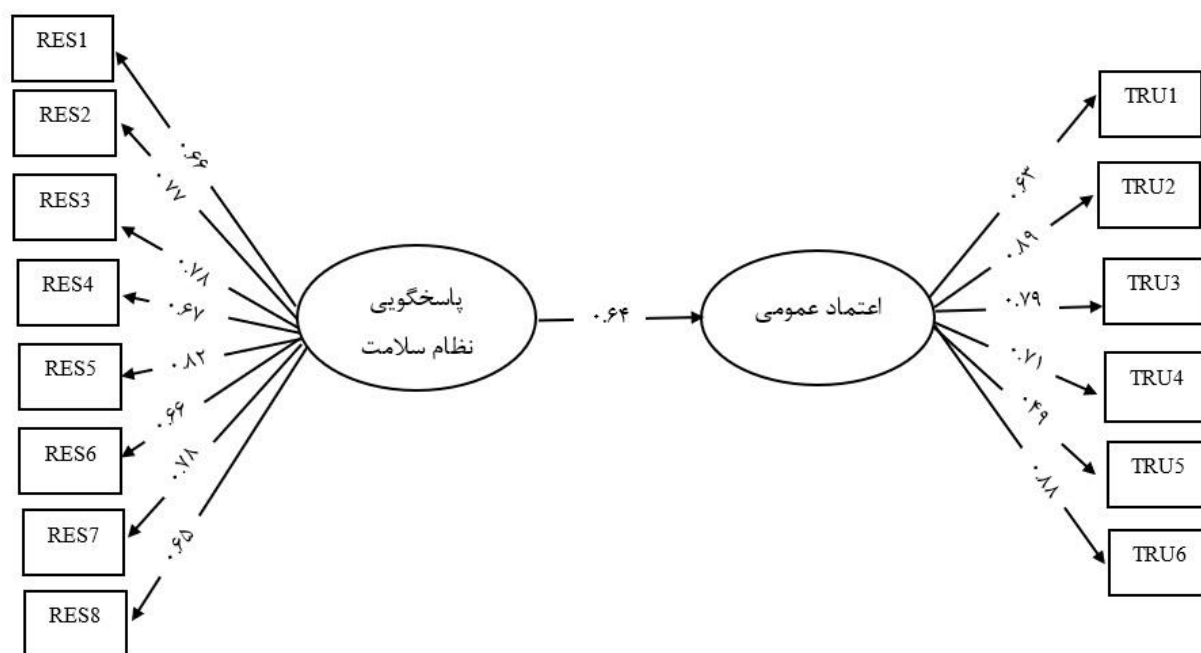 RES1
RES2
RES3
RES4
RES5
RES6
RES7
RES8
۰.۶۶
۰.۷۷
۰.۷۸
۰.۶۷
۰.۸۲
۰.۶۶
۰.۷۸
۰.۶۵
پاسخگویی
نظام سلامت
۰.۶۴
اعتماد عمومی
۰.۶۳
۰.۸۹
۰.۷۹
۰.۷۱
۰.۴۹
۰.۸۸
TRU1
TRU2
TRU3
TRU4
TRU5
TRU6